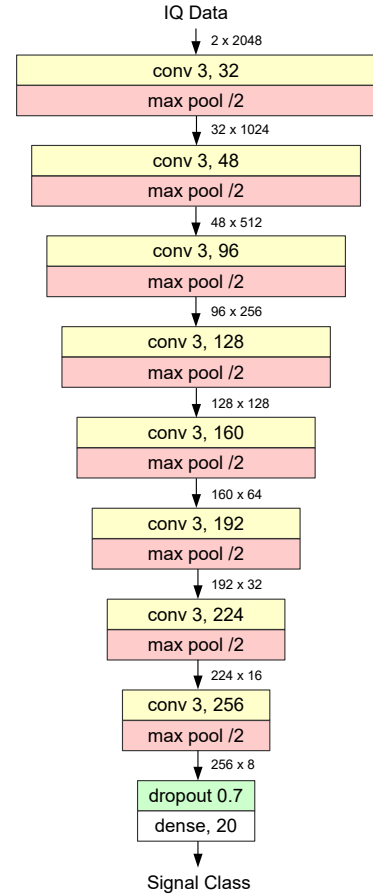 IQ Data
2 x 2048
conv 3, 32
max pool /2
32 x 1024
conv 3, 48
max pool /2
48 x 512
conv 3, 96
max pool /2
96 x 256
conv 3, 128
max pool /2
128 x 128
conv 3, 160
max pool /2
160 x 64
conv 3, 192
max pool /2
192 x 32
conv 3, 224
max pool /2
224 x 16
conv 3, 256
max pool /2
256 x 8
dropout 0.7
dense, 20
Signal Class